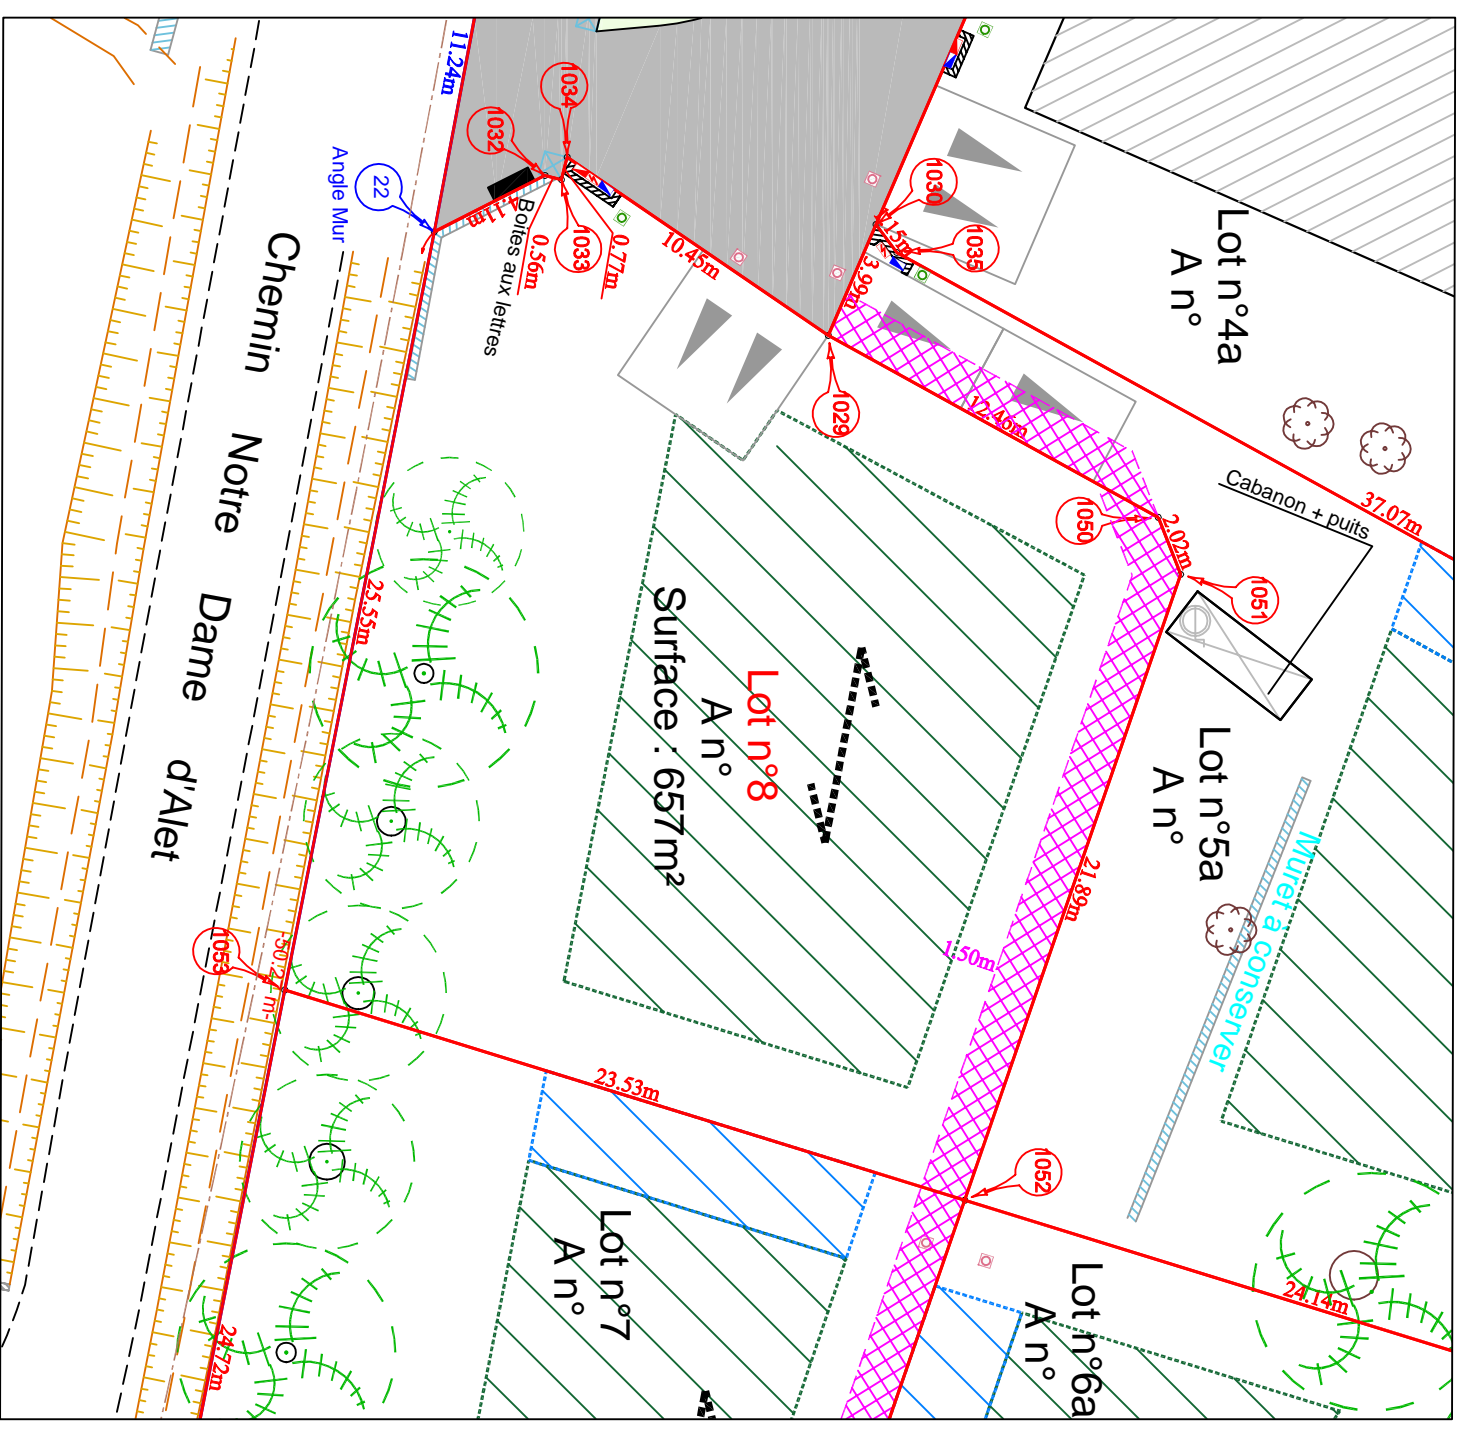 11.24m
1034
1032
22
Angle Mur
4.11m
Boites aux lettres
0.56m
1033
0.77m
10.45m
1030
1035
3.99m
1029
12.46m
1050
2.02m
1051
Cabanon + puits
37.07m
Lot n°4a
A n°
Chemin Notre Dame d'Alet
25.55m
Lot n°8
A n°
Surface : 657m²
Lot n°5a
A n°
Muret à conserver
21.89m
1.50m
1053
23.53m
1052
24.14m
Lot n°7
A n°
Lot n°6a
A n°
24.72m